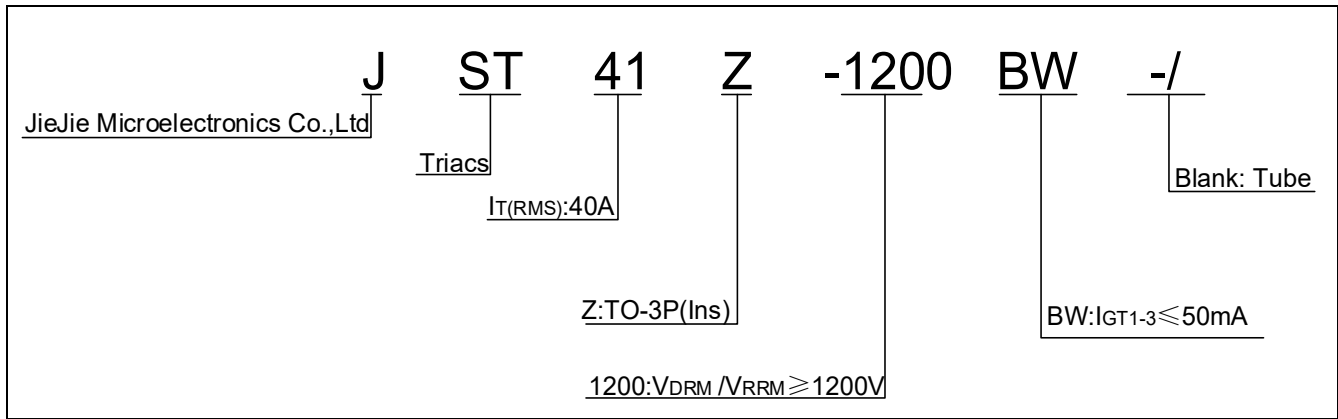 J ST 41 Z -1200 BW -/
JieJie Microelectronics Co.,Ltd
Triacs
Blank: Tube
IT(RMS):40A
Z:TO-3P(Ins)
BW:IGT1-3≤50mA
1200:VDRM /VRRM≥1200V